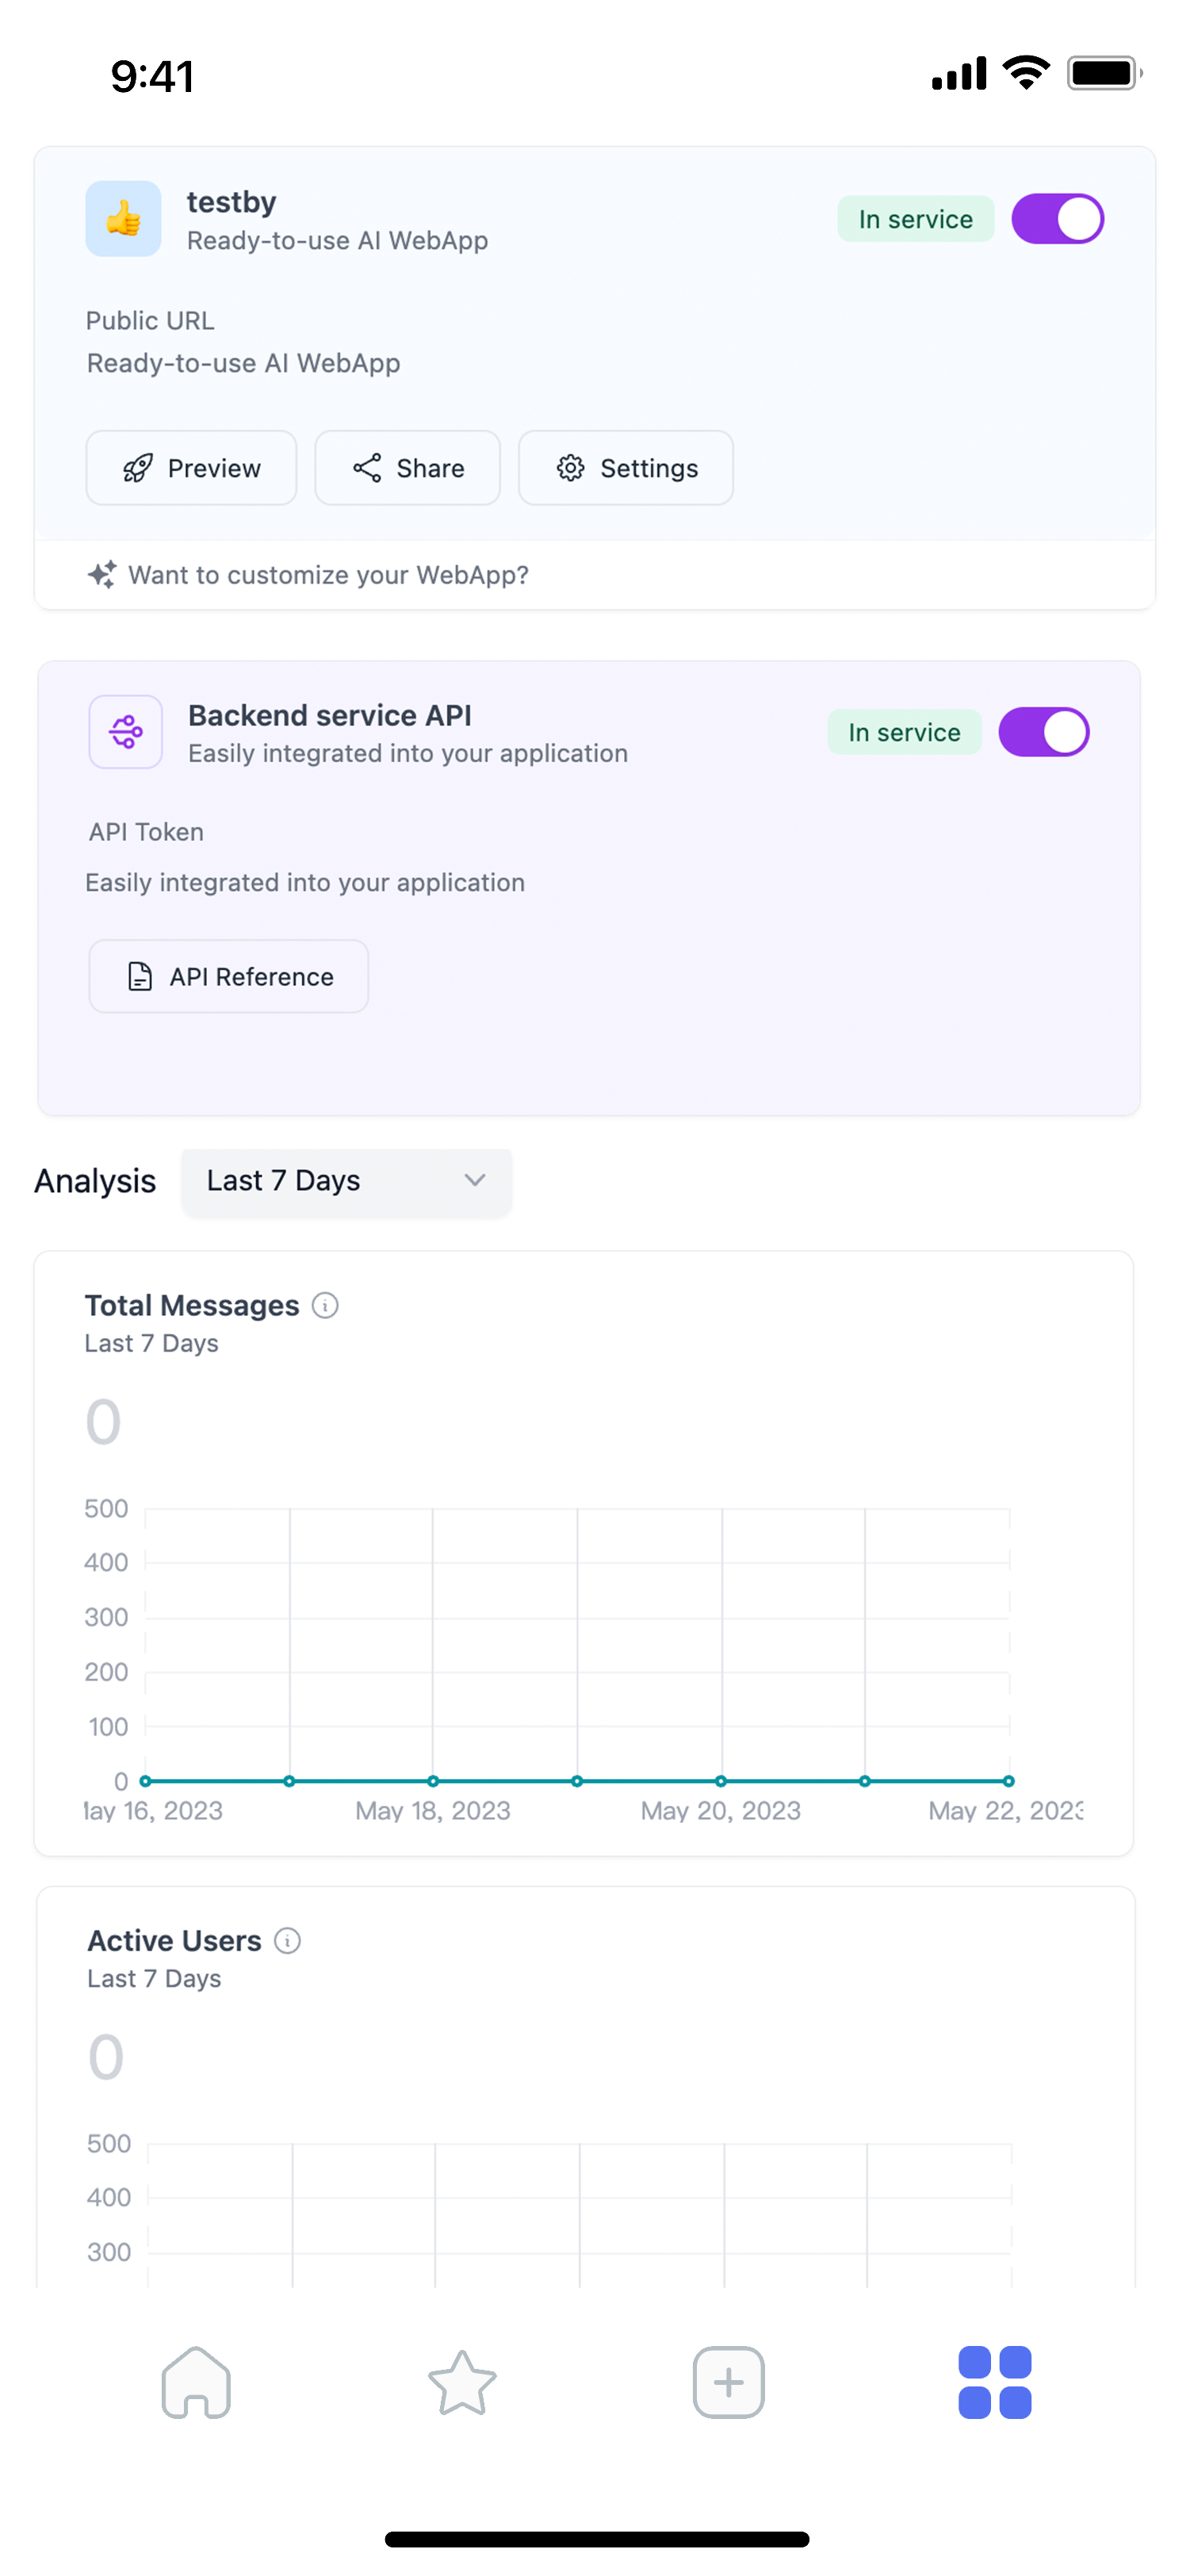 9:41
testby
Ready-to-use AI WebApp
In service
Public URL
Ready-to-use AI WebApp
Preview
Share
Settings
Want to customize your WebApp?
Backend service API
Easily integrated into your application
In service
API Token
Easily integrated into your application
API Reference
Analysis
Last 7 Days
Total Messages
Last 7 Days
0
500
400
300
200
100
0
16, 2023
May 18, 2023
May 20, 2023
May 22, 2023
Active Users
Last 7 Days
0
500
400
300